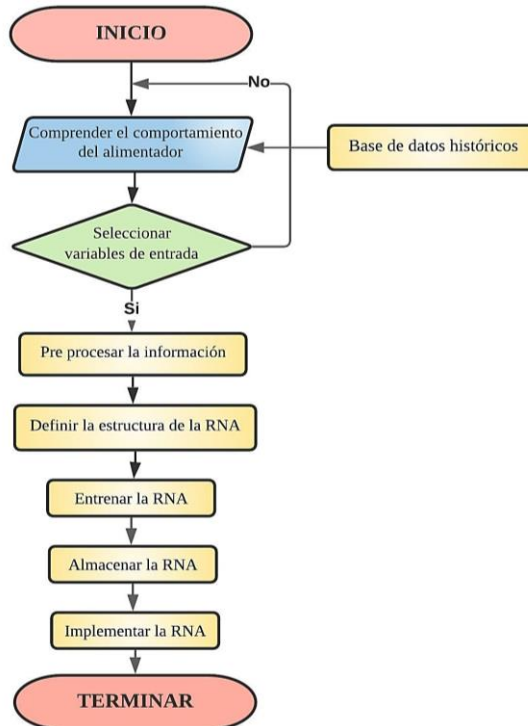 INICIO
No
Comprender el comportamiento
del alimentador
Base de datos históricos
Seleccionar
variables de entrada
Si
Pre procesar la información
Definir la estructura de la RNA
Entrenar la RNA
Almacenar la RNA
Implementar la RNA
TERMINAR